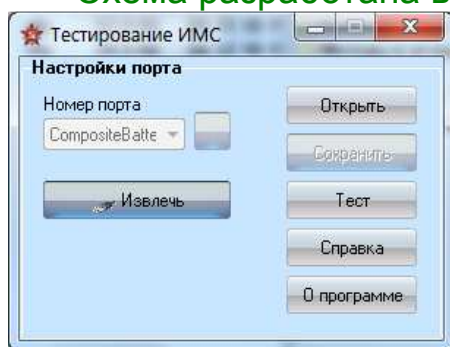 Схема разработана в
Тестирование ИМС
Настройки порта
Номер порта
CompositeBatte
Извлечь
Открыть
Сохранить
Тест
Справка
О программе